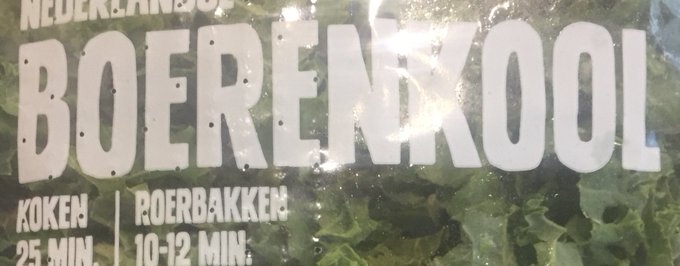 NEDERLANDSE
BOERENKOOL
KOKEN
25 MIN.
ROERBAKKEN
10-12 MIN.